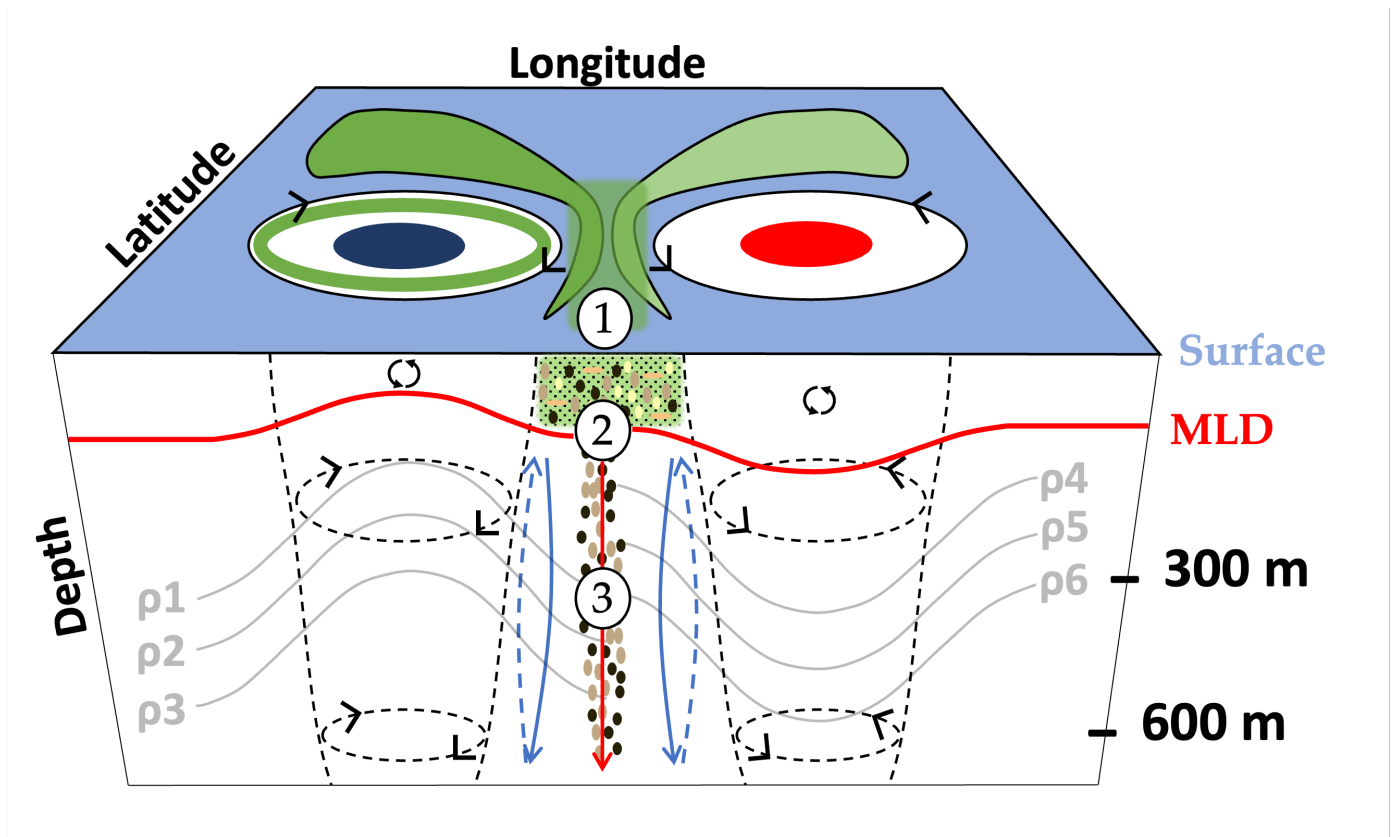 Longitude
Latitude
1
Surface
2
MLD
ρ4
ρ5
Depth
300 m
ρ1
3
ρ6
ρ2
ρ3
600 m